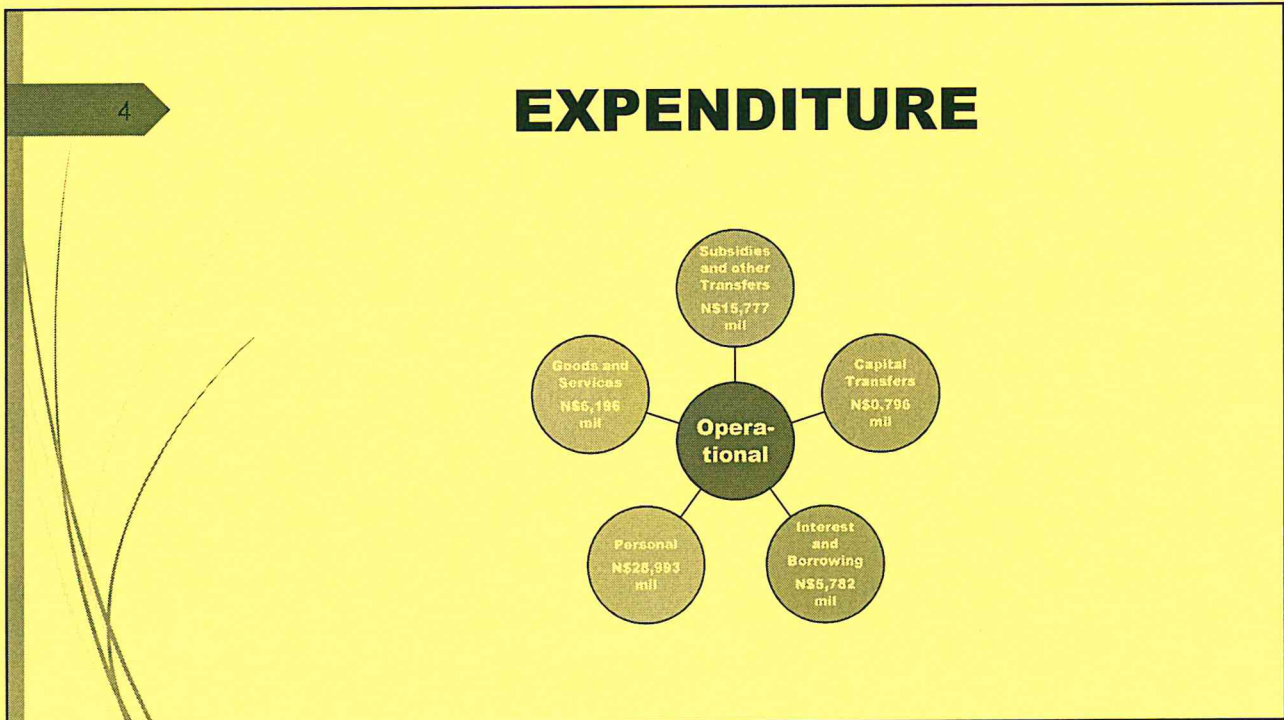 4
EXPENDITURE
Subsidies
and other
Transfers
N$15,777
mil
Goods and
Services
N$6,196
mil
Capital
Transfers
N$0,796
mil
Opera-
tional
Personal
N$28,993
mil
Interest
and
Borrowing
N$5,782
mil